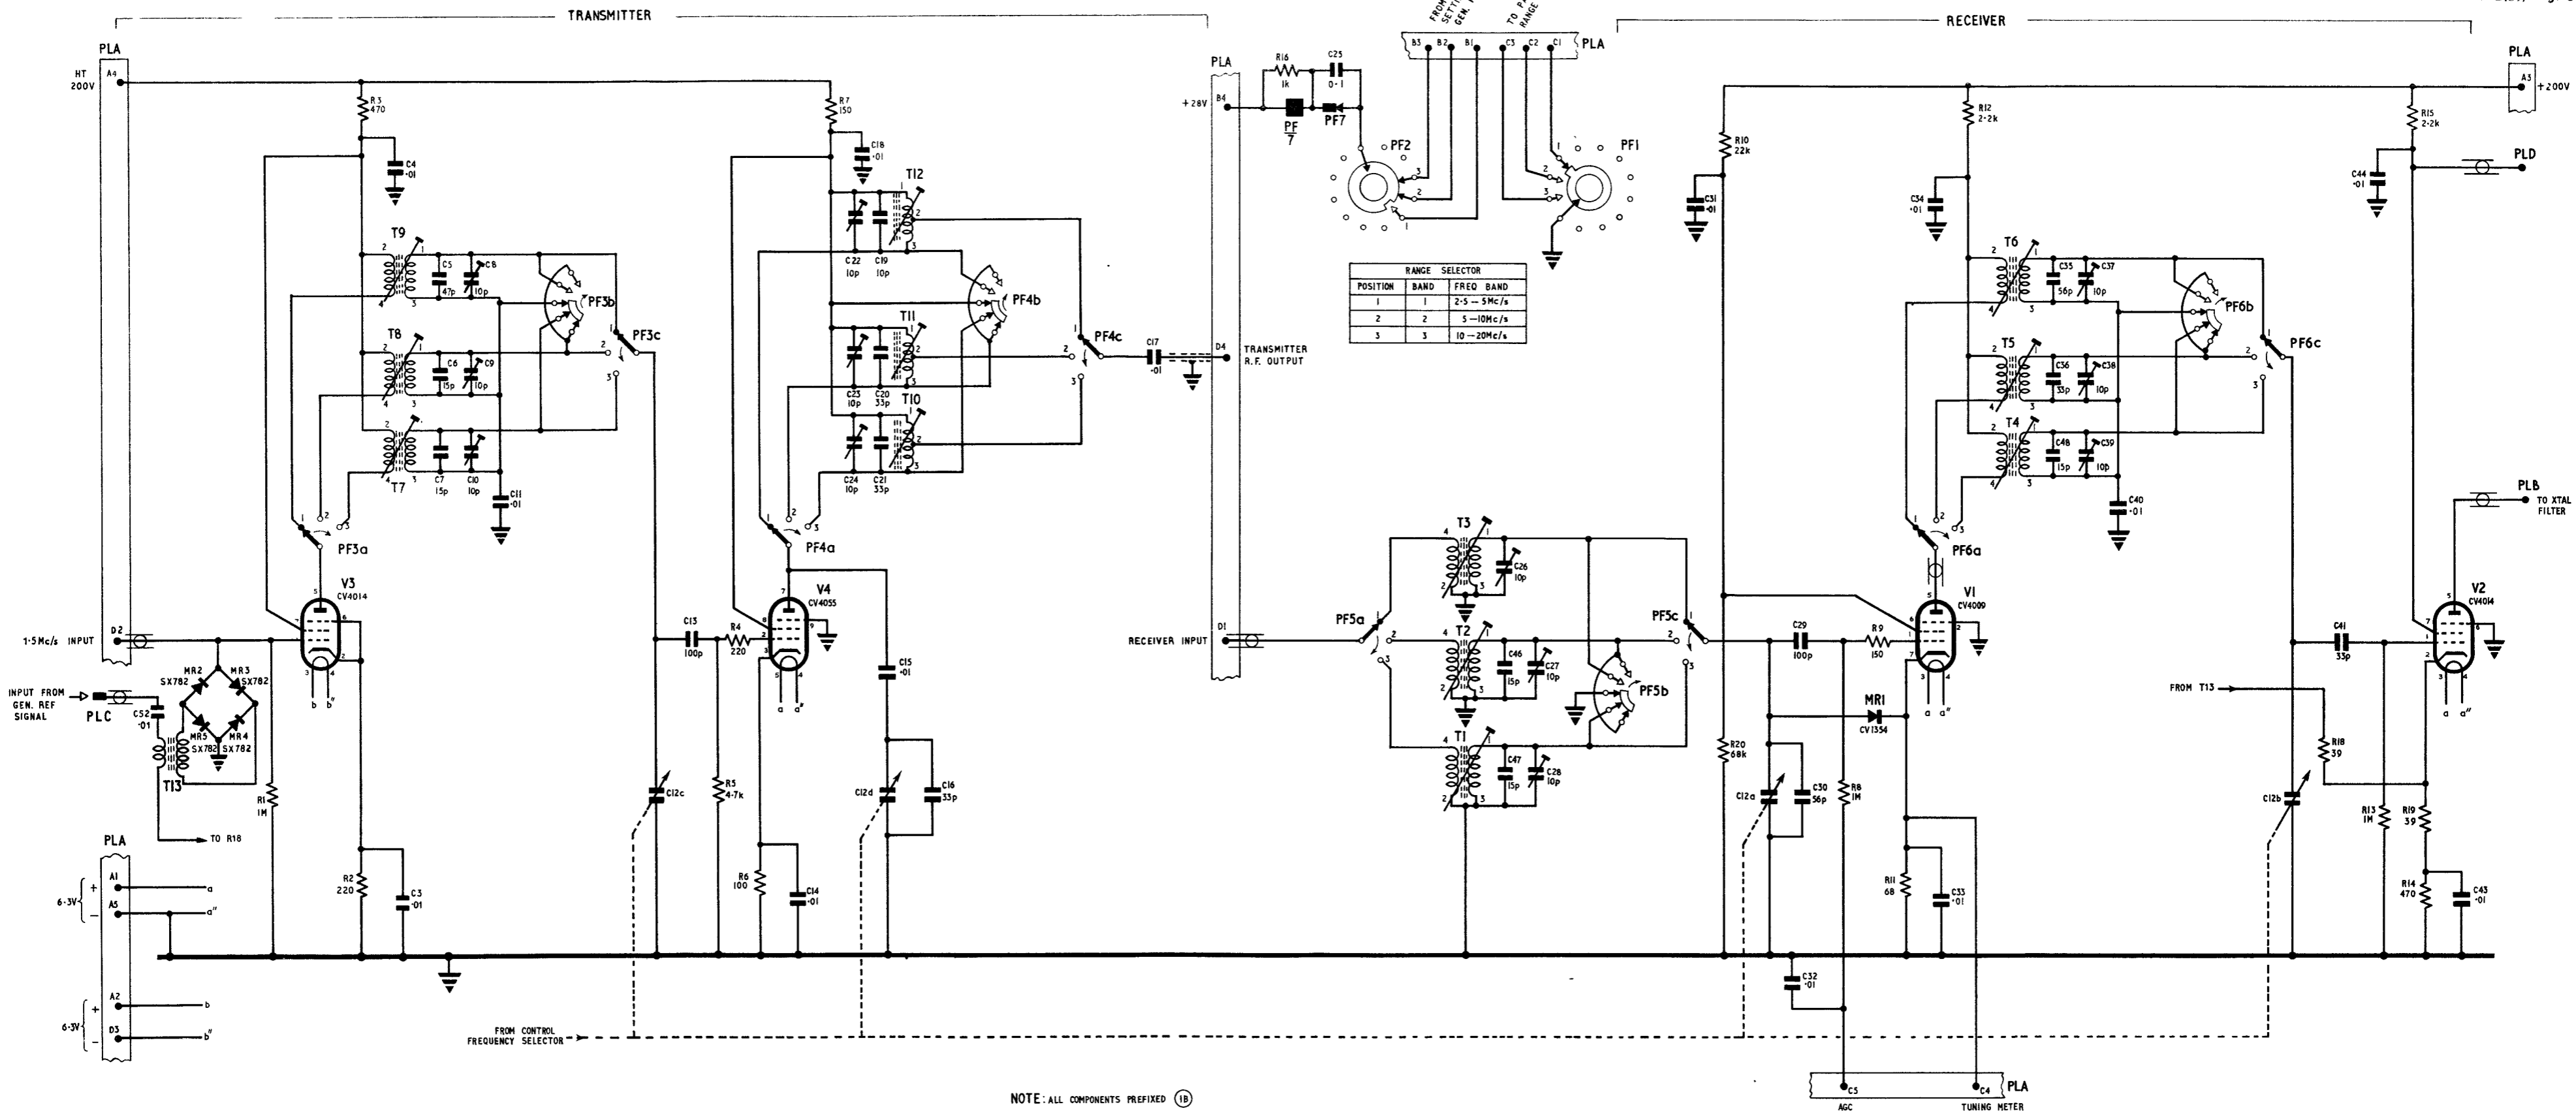 TRANSMITTER
RECEIVER
PLA
HT
200V
A4
R3
470
C4
·01
T9
C5
47p
C8
10p
PF3b
T8
C6
15p
C9
10p
PF3c
T7
C7
15p
C10
10p
C11
·01
PF3a
V3
CV4014
1·5Mc/s INPUT
D2
MR2
SX782
MR3
SX782
MR5
SX782
MR4
SX782
INPUT FROM
GEN. REF
SIGNAL
PLC
C52
·01
T13
R1
1M
TO R18
R2
220
C3
·01
PLA
6·3V
+
A1
a
−
A5
a"
6·3V
+
A2
b
−
D3
b"
R7
150
C18
·01
T12
C22
10p
C19
10p
PF4b
T11
C23
10p
C20
33p
PF4c
T10
C24
10p
C21
33p
PF4a
V4
CV4055
C13
100p
R4
220
C15
·01
C12c
R5
4·7k
C12d
C16
33p
R6
100
C14
·01
C17
·01
D4
TRANSMITTER
R.F. OUTPUT
FROM CONTROL
FREQUENCY SELECTOR
PLA
+28V
B4
R16
1k
C25
0·1
PF
7
PF7
PF2
PF1
B3
B2
B1
C3
C2
C1
PLA
RANGE SELECTOR
POSITION BAND FREQ BAND
1 1 2·5 — 5Mc/s
2 2 5 — 10Mc/s
3 3 10 — 20Mc/s
RECEIVER INPUT
D1
PF5a
T3
C26
10p
T2
C46
15p
C27
10p
T1
C47
15p
C28
10p
PF5b
PF5c
R10
22k
C31
·01
R20
68k
C29
100p
R9
150
MR1
CV1354
C12a
C30
56p
R8
1M
C32
·01
R12
2·2k
C34
·01
T6
C35
56p
C37
10p
PF6b
T5
C36
33p
C38
10p
PF6c
T4
C48
15p
C39
10p
C40
·01
PF6a
V1
CV4009
a a"
R11
68
C33
·01
PLA
A3
+200V
R15
2·2k
C44
·01
PLD
PLB
TO XTAL
FILTER
V2
CV4014
C41
33p
FROM T13
R18
39
C12b
R13
1M
R19
39
R14
470
C43
·01
a a"
C5
C4
PLA
AGC
TUNING METER
NOTE: ALL COMPONENTS PREFIXED 1B